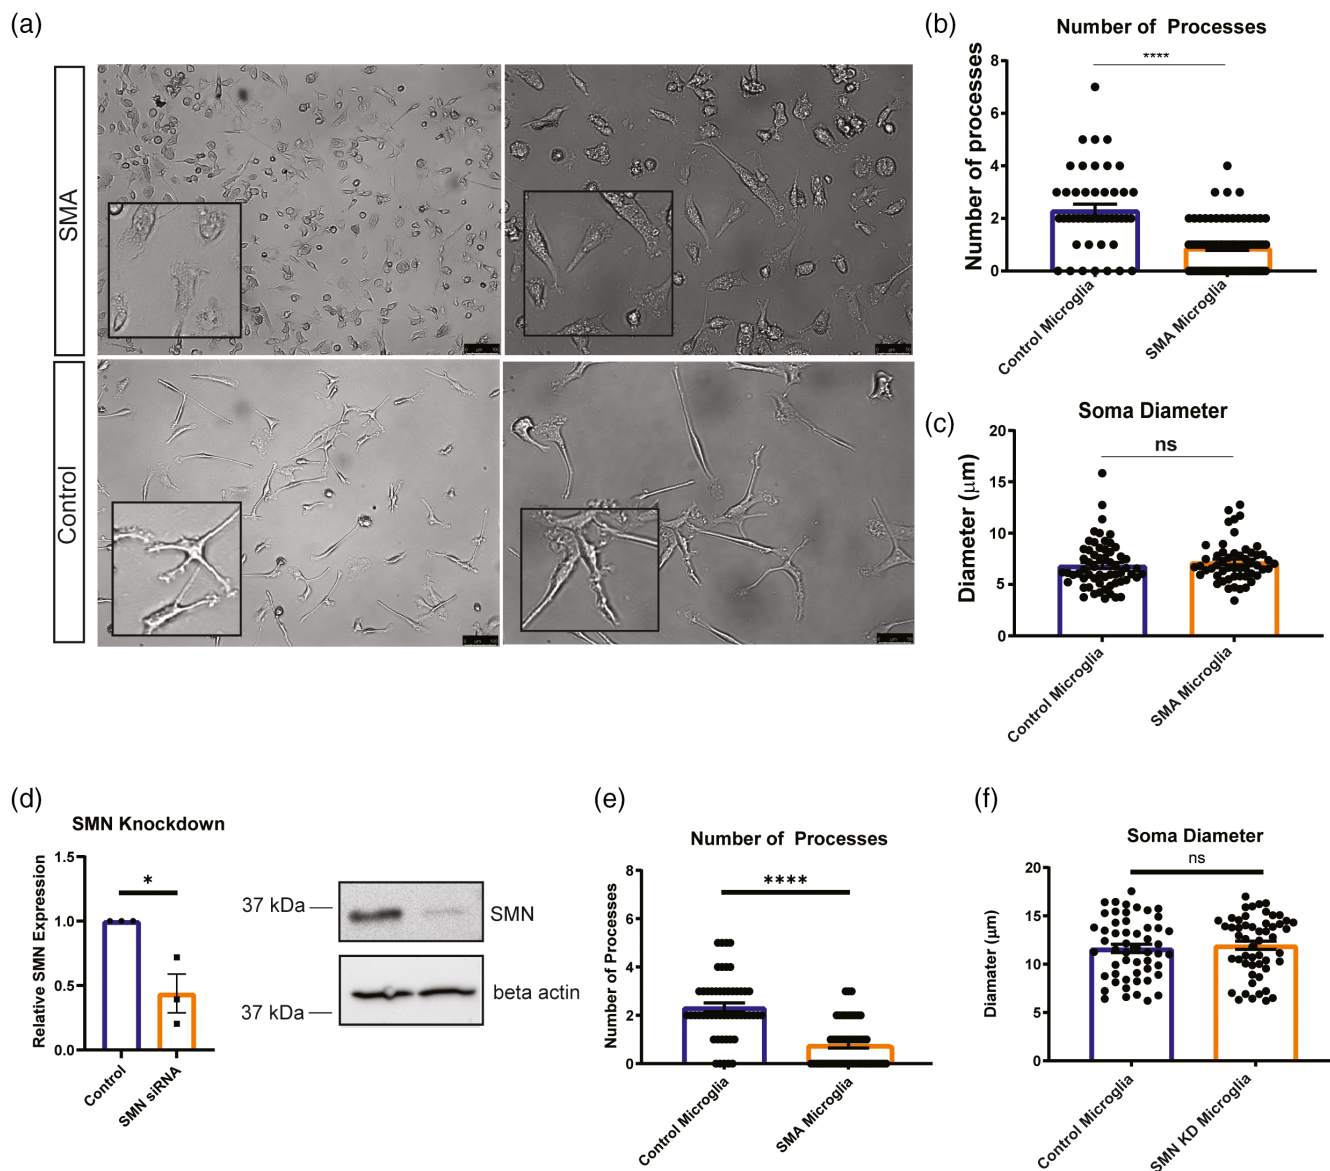 (a)
SMA
Control
(b)
Number of Processes
****
Number of processes
8
6
4
2
0
Control Microglia
SMA Microglia
(c)
Soma Diameter
ns
Diameter (μm)
20
15
10
5
0
Control Microglia
SMA Microglia
(d)
SMN Knockdown
*
Relative SMN Expression
1.5
1.0
0.5
0.0
Control
SMN siRNA
37 kDa
SMN
37 kDa
beta actin
(e)
Number of Processes
****
Number of Processes
8
6
4
2
0
Control Microglia
SMA Microglia
(f)
Soma Diameter
ns
Diamater (μm)
20
15
10
5
0
Control Microglia
SMN KD Microglia